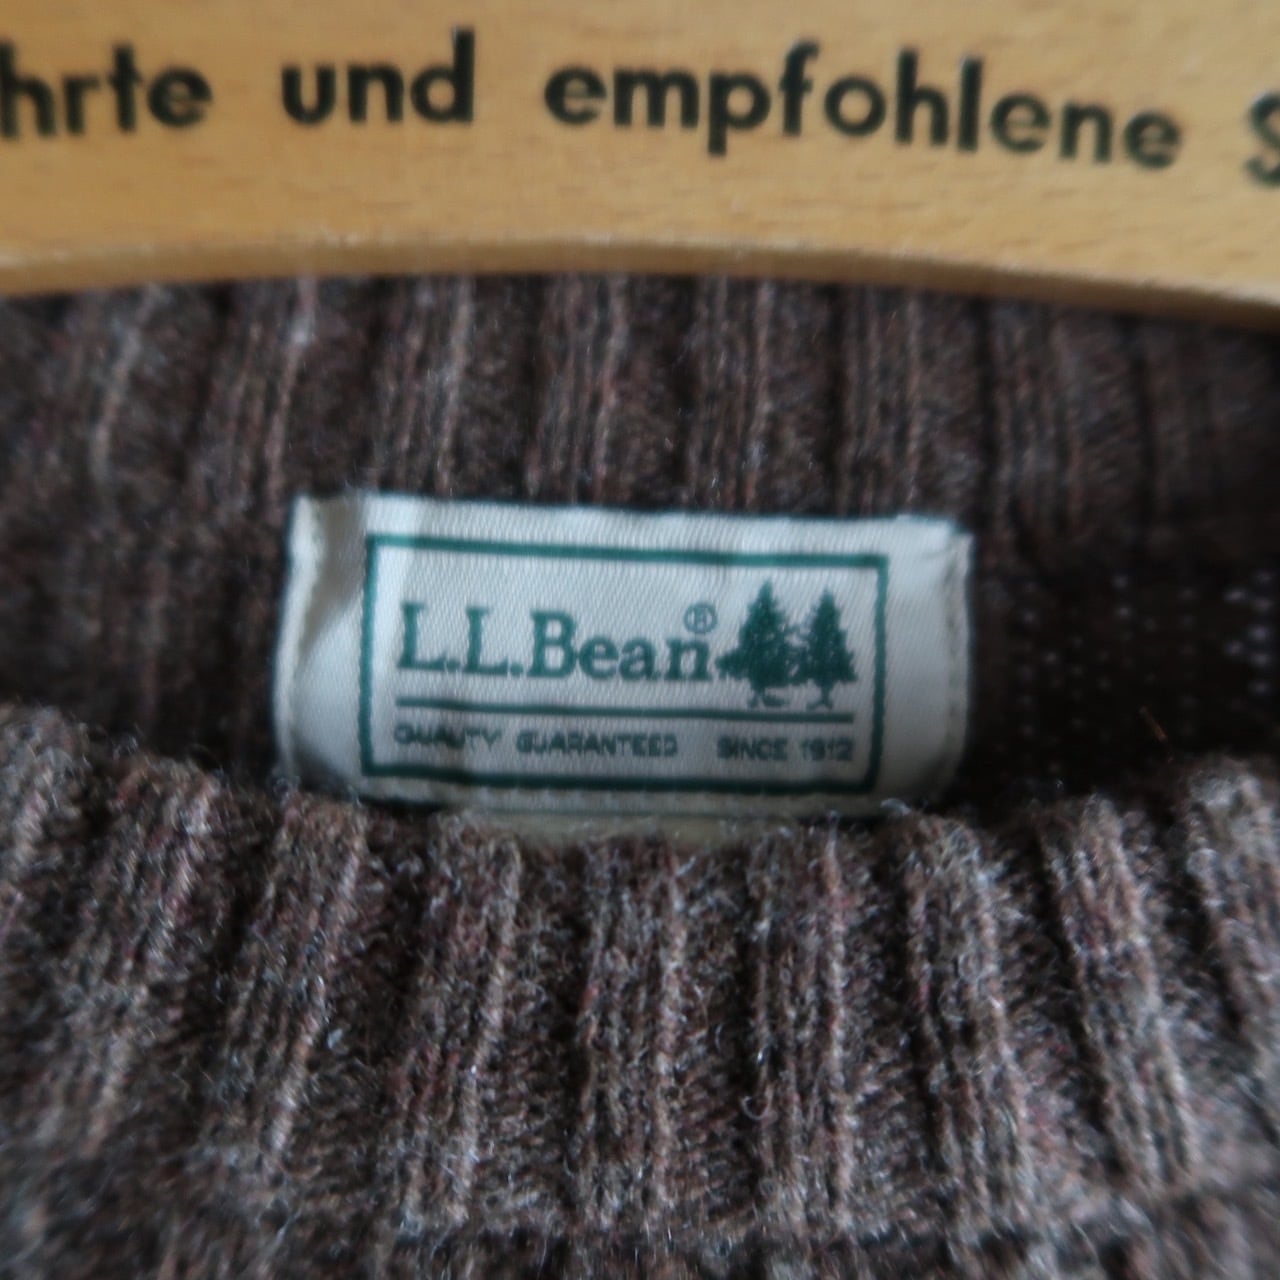 hrte und empfohlene S
L.L.Bean®
QUALITY GUARANTEED SINCE 1912